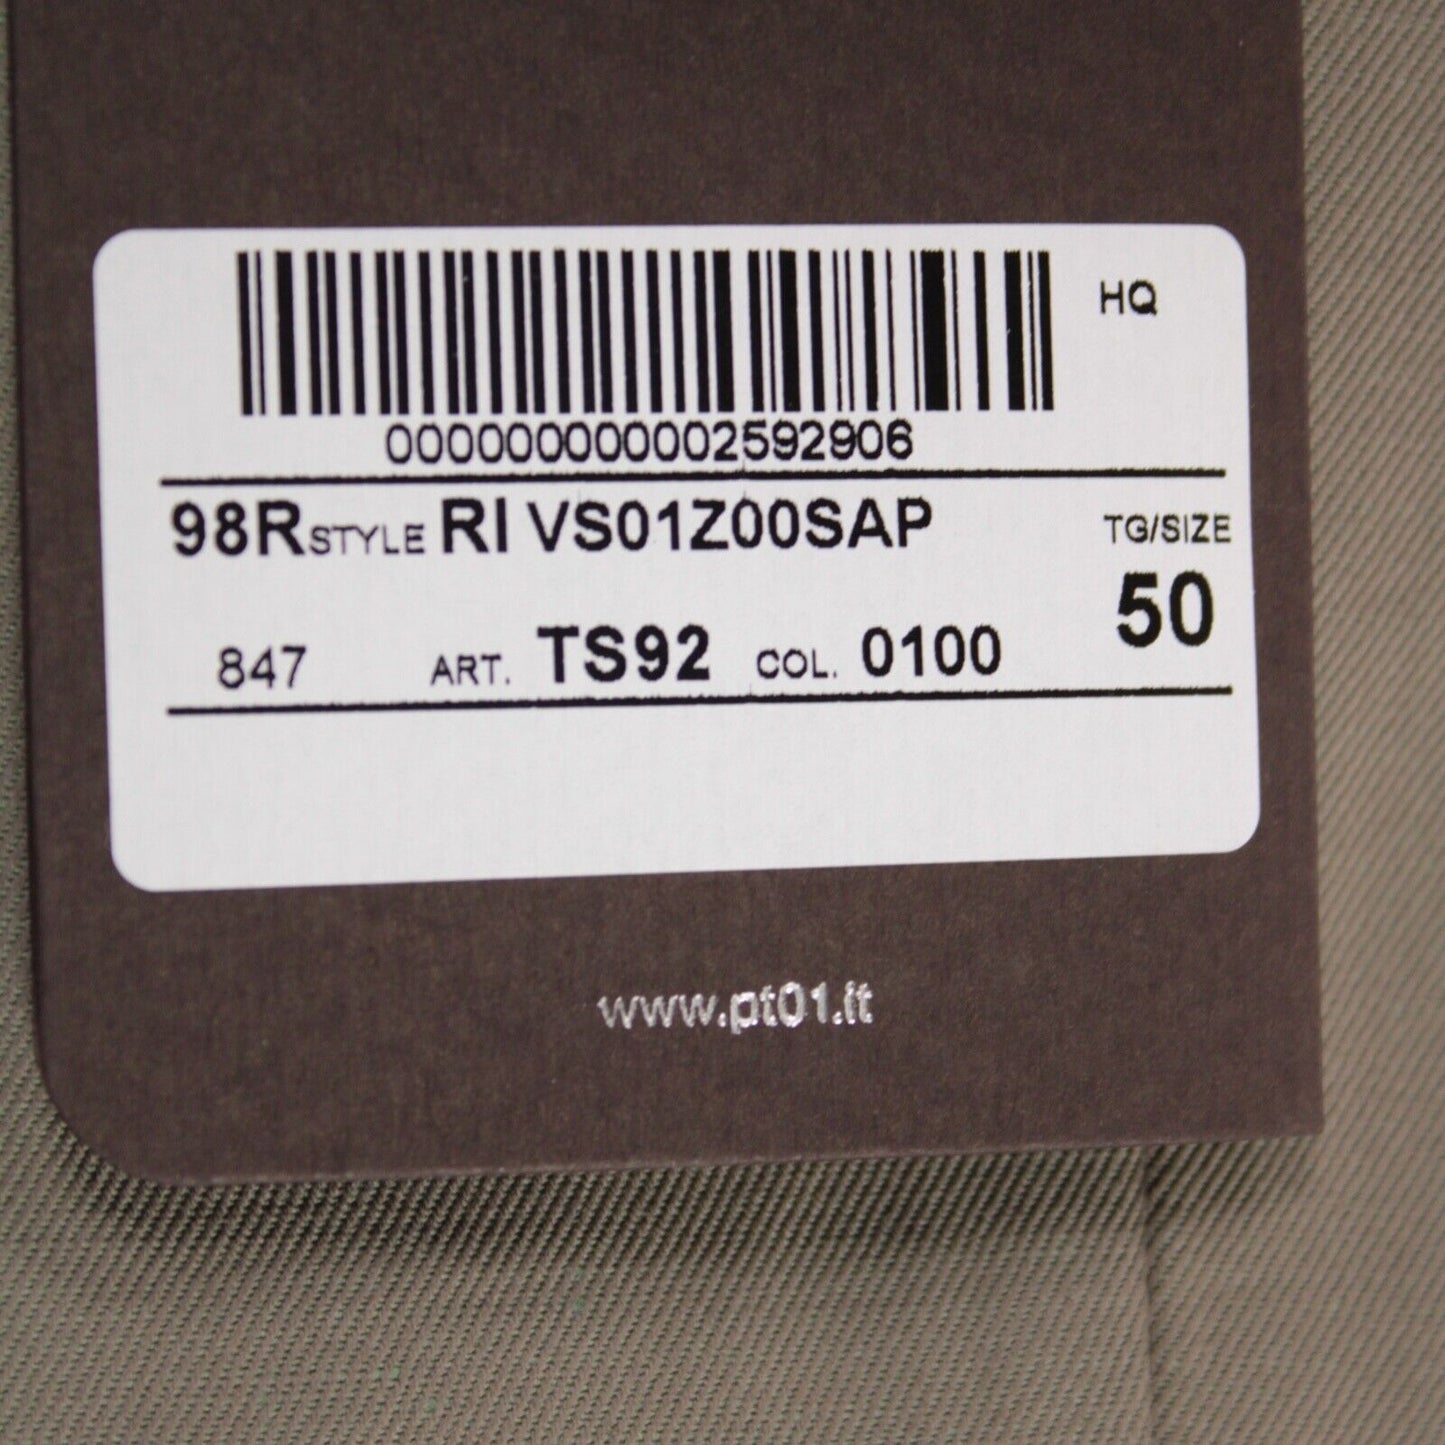 HQ
000000000002592906
98R STYLE RI VS01Z00SAP
TG/SIZE
50
847 ART. TS92 COL. 0100
www.pt01.it